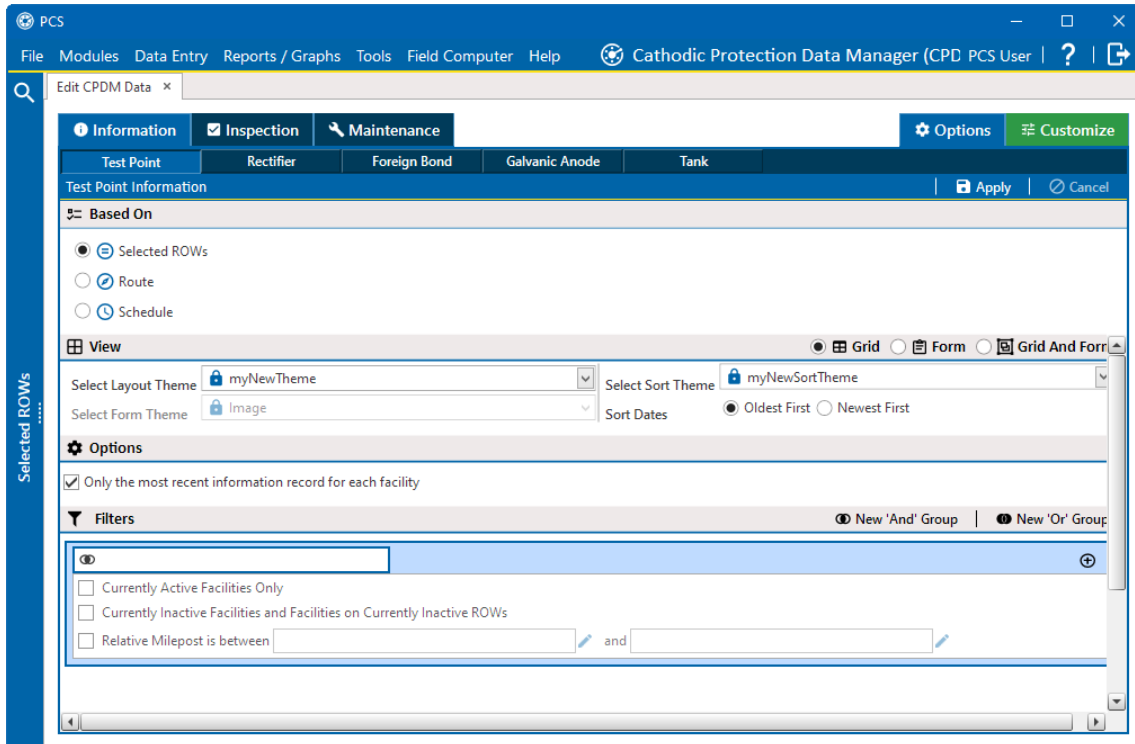 PCS
File Modules Data Entry Reports / Graphs Tools Field Computer Help Cathodic Protection Data Manager (CPD PCS User | ? |
Edit CPDM Data ×
Information Inspection Maintenance Options Customize
Test Point Rectifier Foreign Bond Galvanic Anode Tank
Test Point Information | Apply | Cancel
Based On
Selected ROWs
Route
Schedule
View Grid Form Grid And Form
Select Layout Theme myNewTheme Select Sort Theme myNewSortTheme
Select Form Theme Image Sort Dates Oldest First Newest First
Options
Only the most recent information record for each facility
Filters New 'And' Group | New 'Or' Group
Currently Active Facilities Only
Currently Inactive Facilities and Facilities on Currently Inactive ROWs
Relative Milepost is between and
Selected ROWs